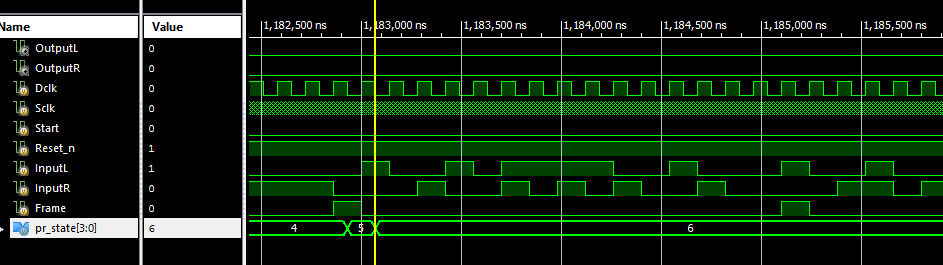 Name Value 1,182,500 ns 1,183,000 ns 1,183,500 ns 1,184,000 ns 1,184,500 ns 1,185,000 ns 1,185,500 ns
OutputL 0
OutputR 0
Dclk 0
Sclk 0
Start 0
Reset_n 1
InputL 1
InputR 0
Frame 0
pr_state[3:0] 6 4 5 6